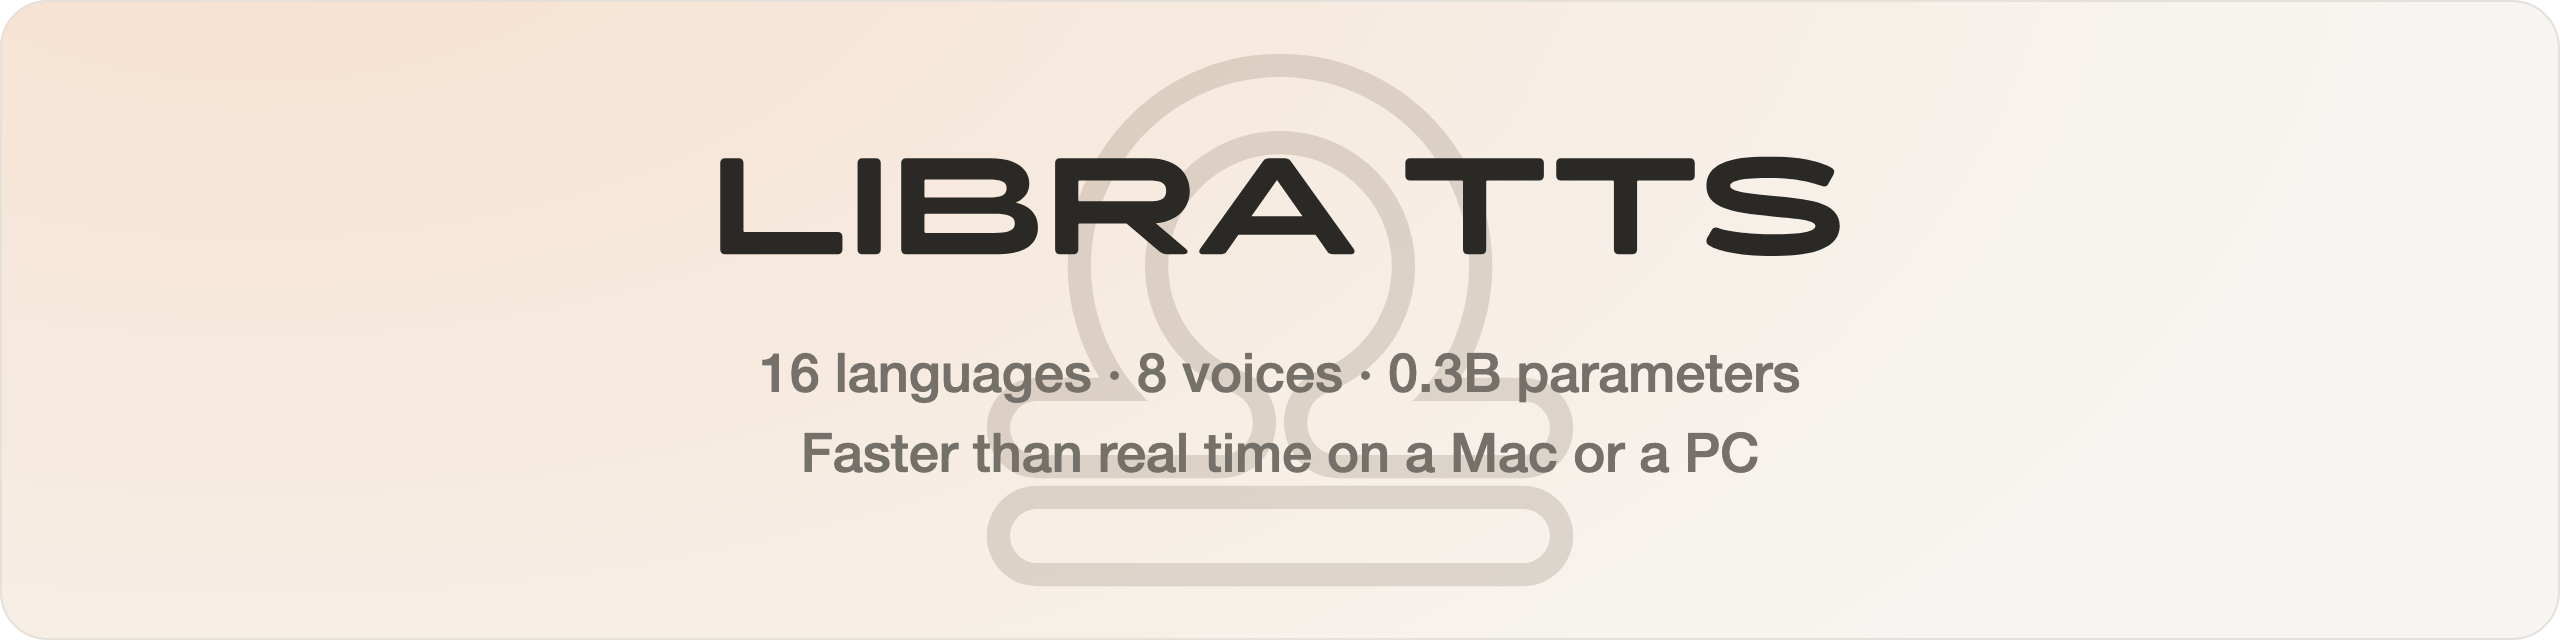 LIBRA TTS
16 languages · 8 voices · 0.3B parameters
Faster than real time on a Mac or a PC